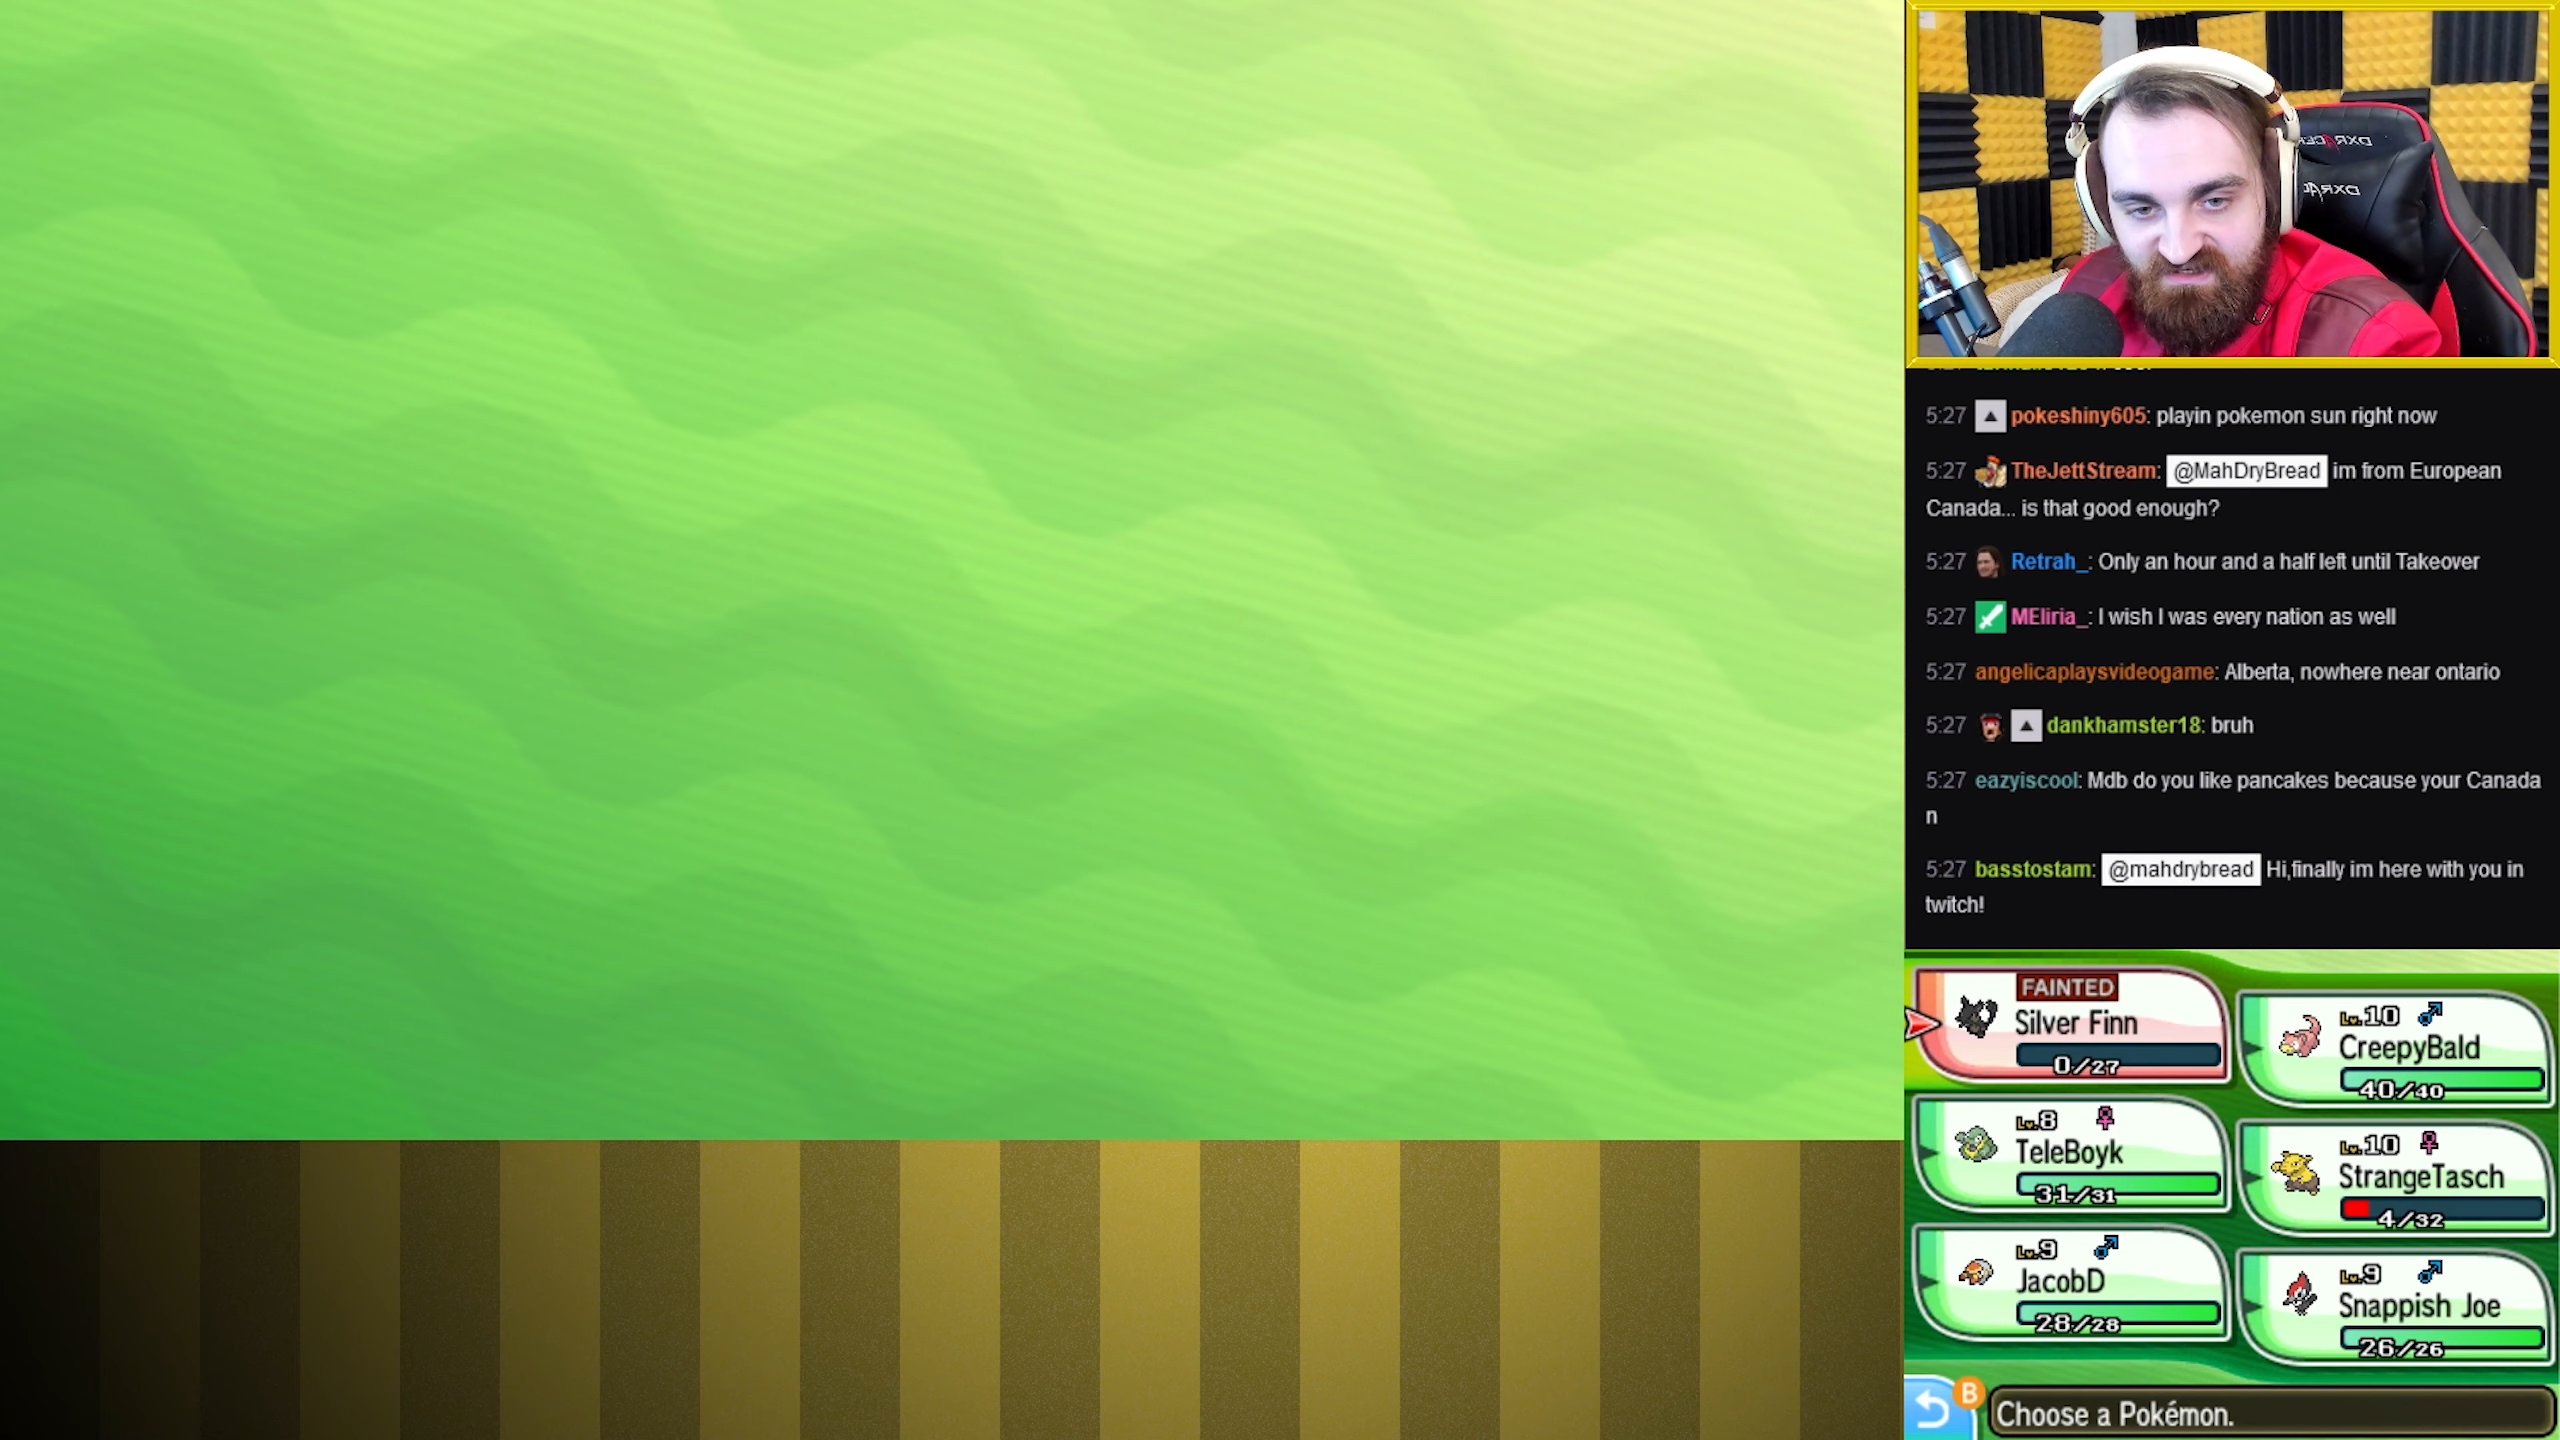 5:27 pokeshiny605: playin pokemon sun right now
5:27 TheJettStream: @MahDryBread im from European
Canada... is that good enough?
5:27 Retrah_: Only an hour and a half left until Takeover
5:27 MEliria_: I wish I was every nation as well
5:27 angelicaplaysvideogame: Alberta, nowhere near ontario
5:27 dankhamster18: bruh
5:27 eazyiscool: Mdb do you like pancakes because your Canada
n
5:27 basstostam: @mahdrybread Hi,finally im here with you in
twitch!
FAINTED
Silver Finn
0/27
Lv.10 ♂
CreepyBald
40/40
Lv.8 ♀
TeleBoyk
31/31
Lv.10 ♀
StrangeTasch
4/32
Lv.9 ♂
JacobD
28/28
Lv.9 ♂
Snappish Joe
26/26
B
Choose a Pokémon.